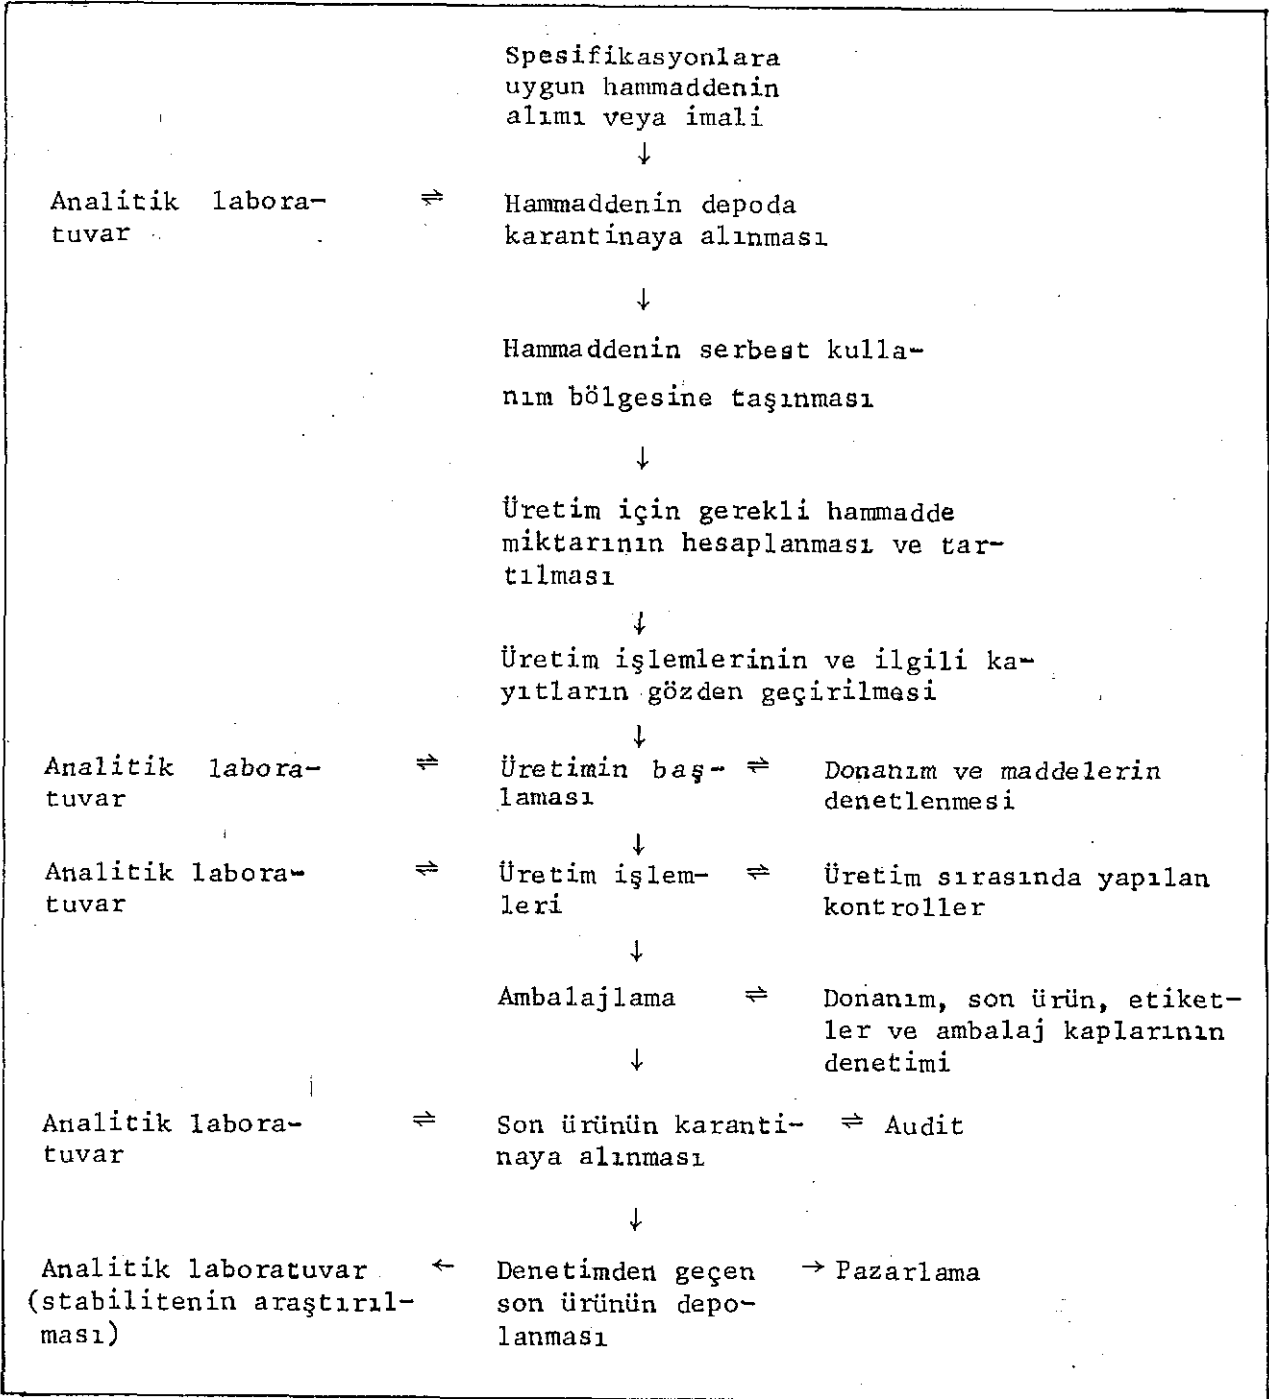 Spesifikasyonlara
uygun hammaddenin
alımı veya imali
↓
Analitik labora- ⇌ Hammaddenin depoda
tuvar karantinaya alınması
↓
Hammaddenin serbest kulla-
nım bölgesine taşınması
↓
Üretim için gerekli hammadde
miktarının hesaplanması ve tar-
tılması
↓
Üretim işlemlerinin ve ilgili ka-
yıtların gözden geçirilmesi
↓
Analitik labora- ⇌ Üretimin baş- ⇌ Donanım ve maddelerin
tuvar laması denetlenmesi
↓
Analitik labora- ⇌ Üretim işlem- ⇌ Üretim sırasında yapılan
tuvar leri kontroller
↓
Ambalajlama ⇌ Donanım, son ürün, etiket-
ler ve ambalaj kaplarının
↓ denetimi
Analitik labora- ⇌ Son ürünün karanti- ⇌ Audit
tuvar naya alınması
↓
Analitik laboratuvar ← Denetimden geçen → Pazarlama
(stabilitenin araştırıl- son ürünün depo-
ması) lanması